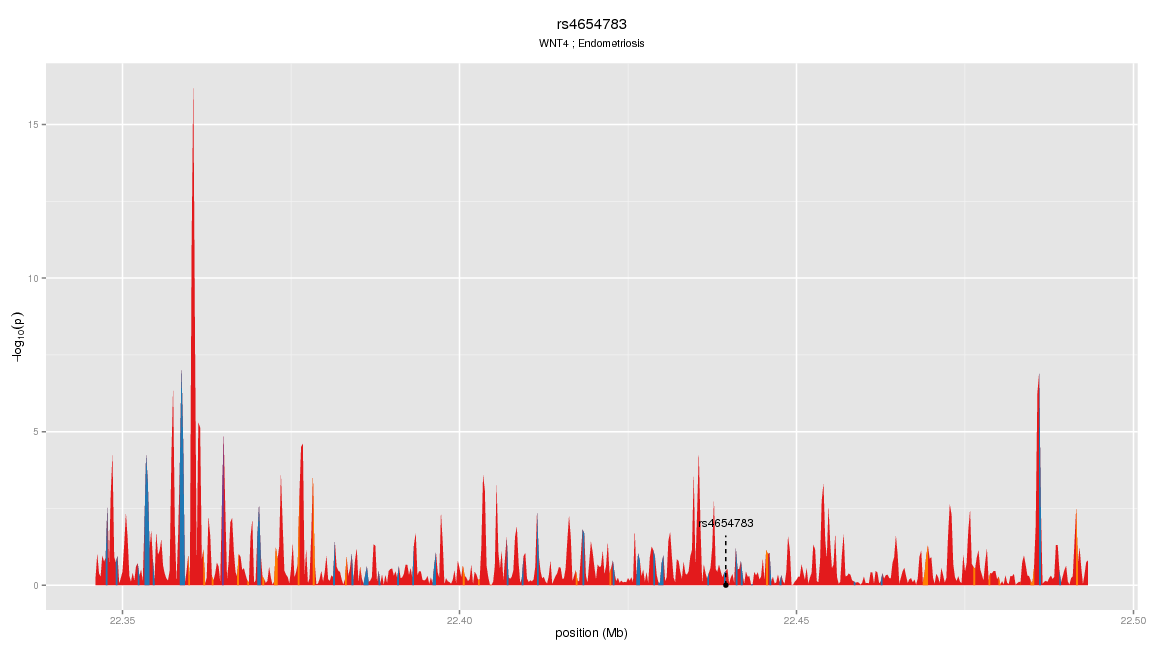 rs4654783
WNT4 ; Endometriosis
15
10
5
0
−log10(p)
rs4654783
22.35
22.40
22.45
22.50
position (Mb)